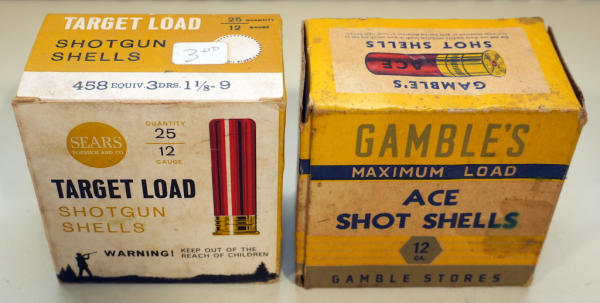 TARGET LOAD
SHOTGUN
SHELLS
25 QUANTITY
12 GAUGE
3.00
458 EQUIV. 3 DRS. 1 1/8 - 9
SEARS
ROEBUCK AND CO.
QUANTITY
25
12
GAUGE
TARGET LOAD
SHOTGUN
SHELLS
WARNING! KEEP OUT OF THE
REACH OF CHILDREN
GAMBLE'S
ACE
SHOT SHELLS
GAMBLE'S
MAXIMUM LOAD
ACE
SHOT SHELLS
12
GA.
GAMBLE STORES